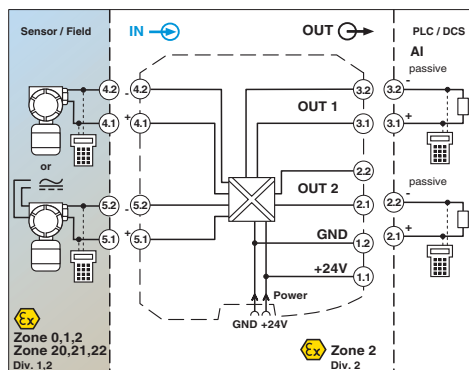 Sensor / Field
IN
OUT
PLC / DCS
AI
passive
4.2
-
4.2
3.2
3.2
-
OUT 1
4.1
+
4.1
3.1
3.1
+
or
2.2
passive
OUT 2
5.2
-
5.2
2.1
2.2
-
GND
5.1
+
5.1
1.2
2.1
+
+24V
1.1
Power
GND +24V
Ex
Zone 0,1,2
Zone 20,21,22
Div. 1,2
Ex
Zone 2
Div. 2